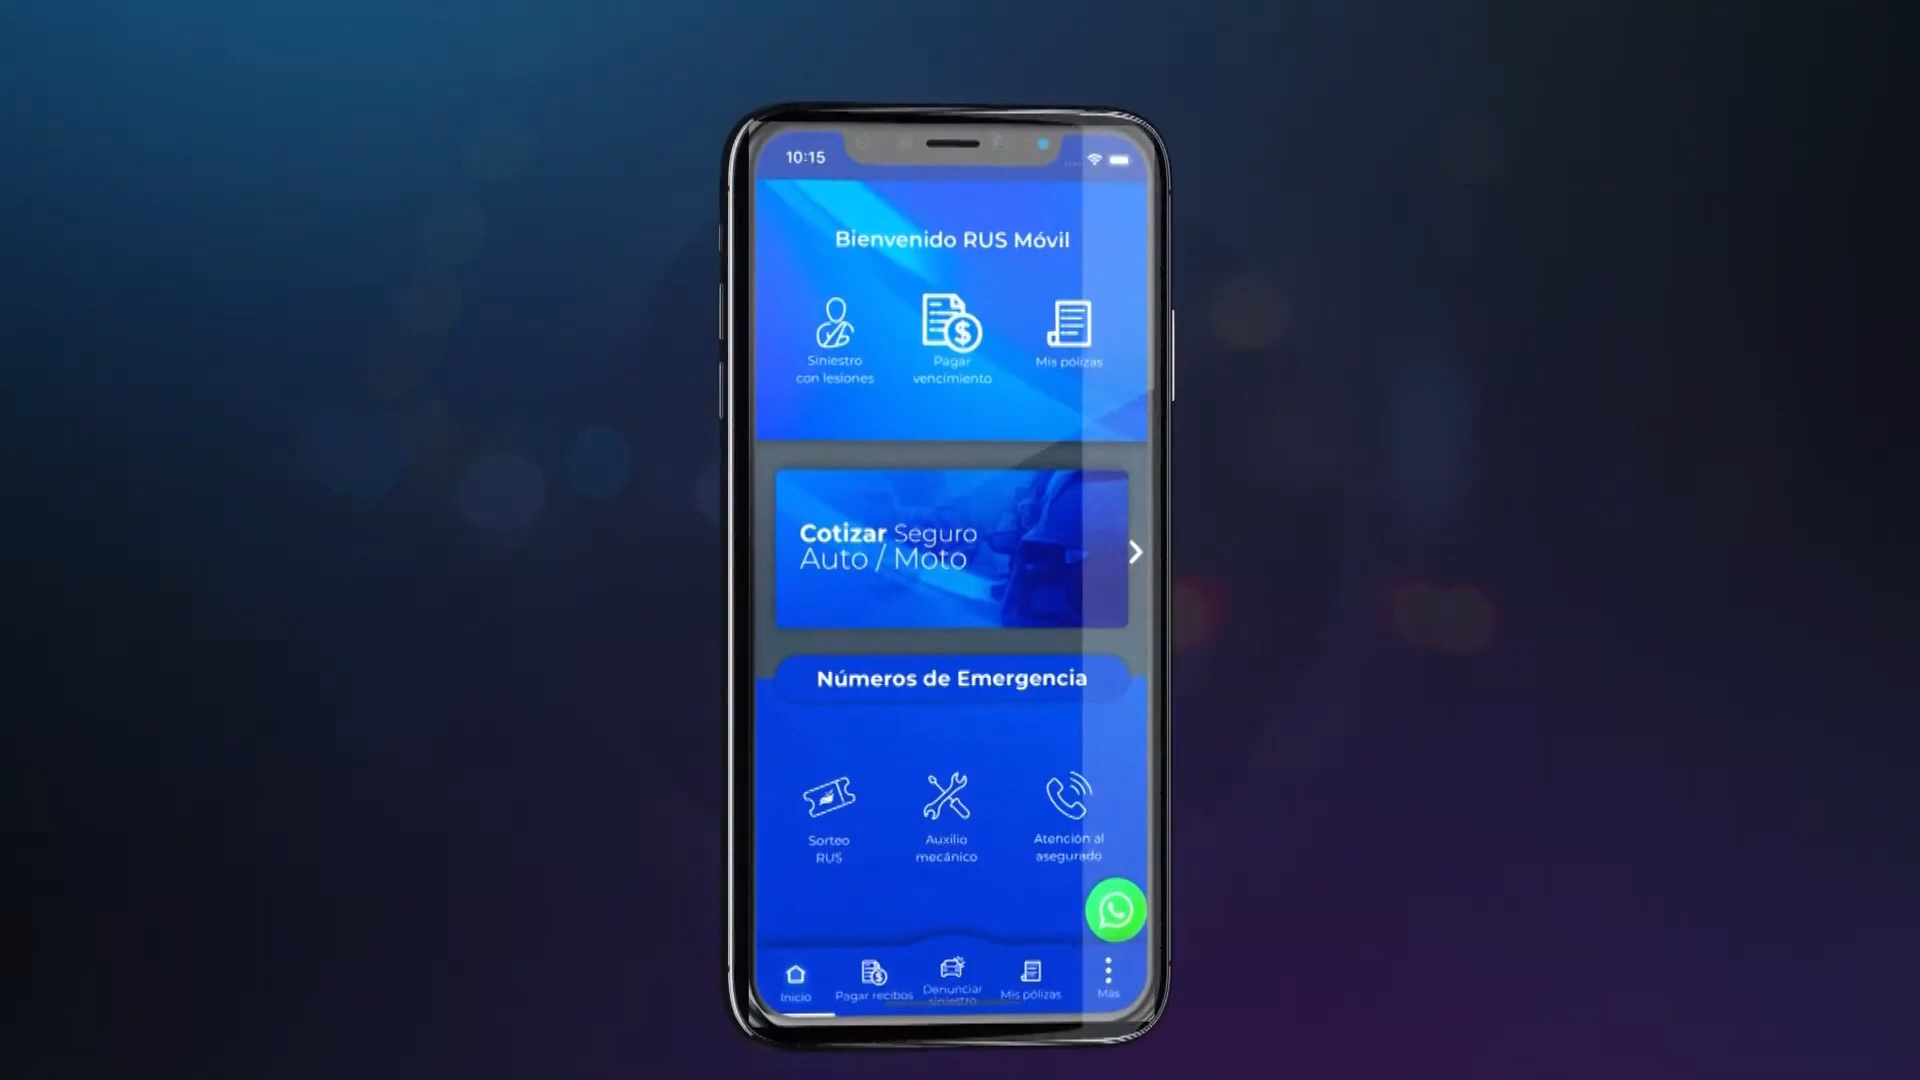 10:15
Bienvenido RUS Móvil
Siniestro
con lesiones
Pagar
vencimiento
Mis pólizas
Cotizar Seguro
Auto / Moto
Números de Emergencia
Sorteo
RUS
Auxilio
mecánico
Atención al
asegurado
Inicio
Pagar recibos
Denunciar
siniestro
Mis pólizas
Más